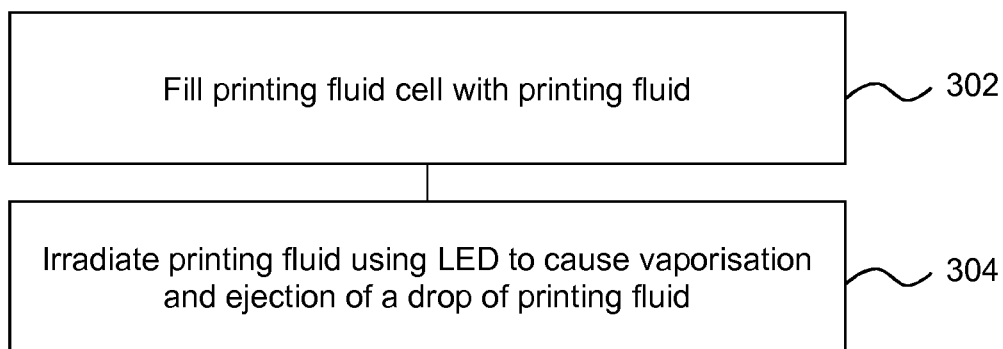 Fill printing fluid cell with printing fluid
302
Irradiate printing fluid using LED to cause vaporisation
and ejection of a drop of printing fluid
304